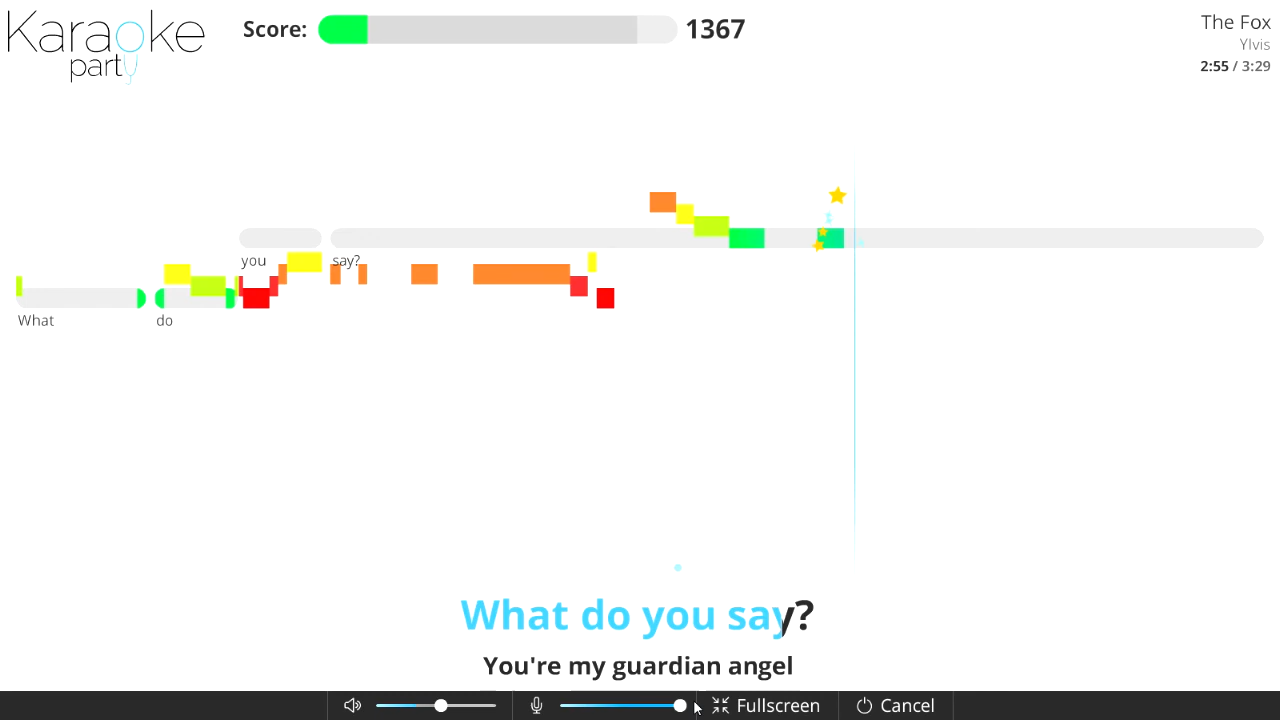 Karaoke
party
Score: 1367
The Fox
Ylvis
2:55 / 3:29
you say?
What do
What do you say?
You're my guardian angel
Fullscreen Cancel